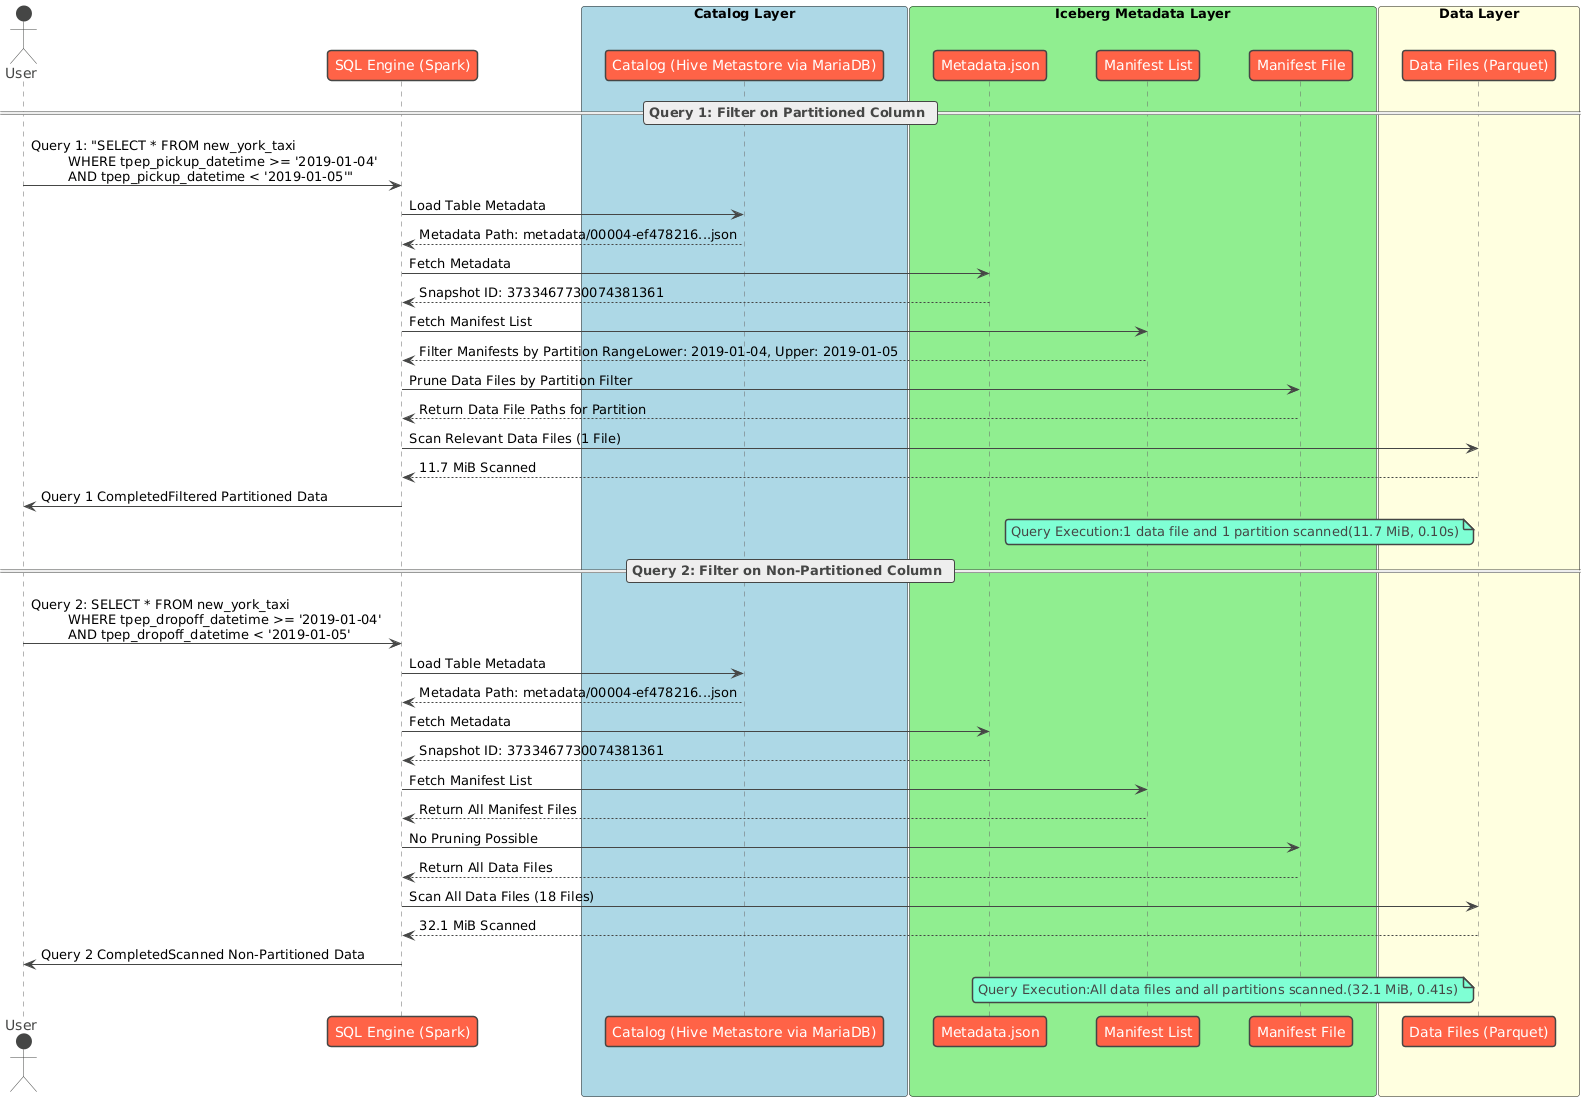 Catalog Layer
Iceberg Metadata Layer
Data Layer
User
SQL Engine (Spark)
Catalog (Hive Metastore via MariaDB)
Metadata.json
Manifest List
Manifest File
Data Files (Parquet)
Query 1: Filter on Partitioned Column
Query 1: "SELECT * FROM new_york_taxi
WHERE tpep_pickup_datetime >= '2019-01-04'
AND tpep_pickup_datetime < '2019-01-05'"
Load Table Metadata
Metadata Path: metadata/00004-ef478216...json
Fetch Metadata
Snapshot ID: 3733467730074381361
Fetch Manifest List
Filter Manifests by Partition RangeLower: 2019-01-04, Upper: 2019-01-05
Prune Data Files by Partition Filter
Return Data File Paths for Partition
Scan Relevant Data Files (1 File)
11.7 MiB Scanned
Query 1 CompletedFiltered Partitioned Data
Query Execution:1 data file and 1 partition scanned(11.7 MiB, 0.10s)
Query 2: Filter on Non-Partitioned Column
Query 2: SELECT * FROM new_york_taxi
WHERE tpep_dropoff_datetime >= '2019-01-04'
AND tpep_dropoff_datetime < '2019-01-05'
Load Table Metadata
Metadata Path: metadata/00004-ef478216...json
Fetch Metadata
Snapshot ID: 3733467730074381361
Fetch Manifest List
Return All Manifest Files
No Pruning Possible
Return All Data Files
Scan All Data Files (18 Files)
32.1 MiB Scanned
Query 2 CompletedScanned Non-Partitioned Data
Query Execution:All data files and all partitions scanned.(32.1 MiB, 0.41s)
User
SQL Engine (Spark)
Catalog (Hive Metastore via MariaDB)
Metadata.json
Manifest List
Manifest File
Data Files (Parquet)